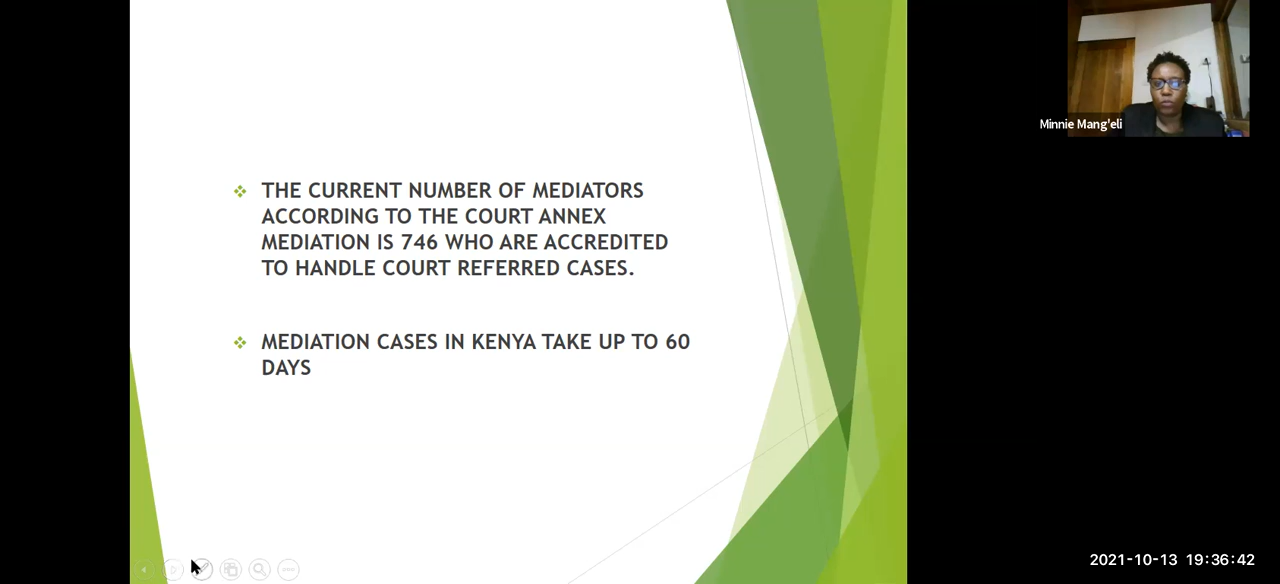 THE CURRENT NUMBER OF MEDIATORS
ACCORDING TO THE COURT ANNEX
MEDIATION IS 746 WHO ARE ACCREDITED
TO HANDLE COURT REFERRED CASES.
MEDIATION CASES IN KENYA TAKE UP TO 60
DAYS
Minnie Mang'eli
2021-10-13 19:36:42